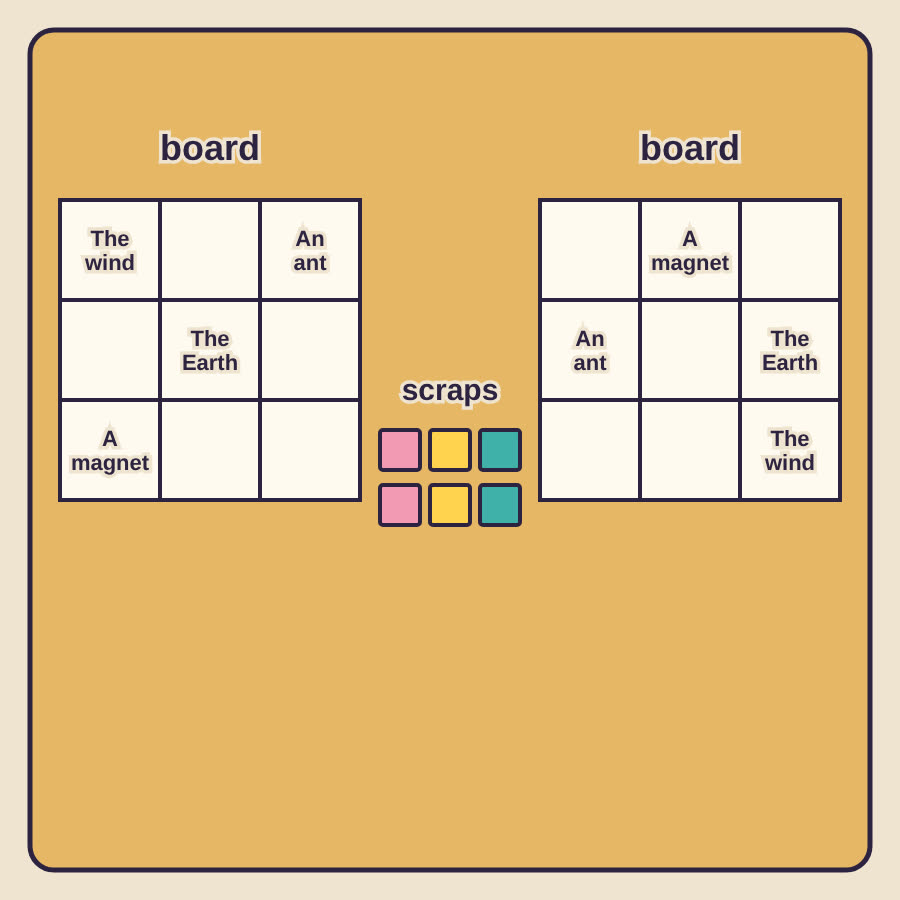 board
The
wind
An
ant
The
Earth
A
magnet
scraps
board
A
magnet
An
ant
The
Earth
The
wind